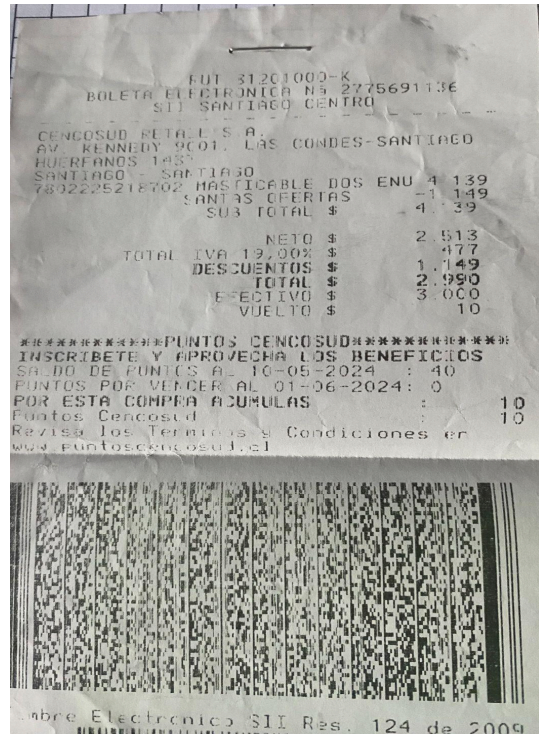 RUT 81201000-K
BOLETA ELECTRONICA Nº 2775691136
SII SANTIAGO CENTRO
CENCOSUD RETAIL S.A.
AV. KENNEDY 9001, LAS CONDES-SANTIAGO
HUERFANOS
SANTIAGO - SANTIAGO
7802225218702 MASTICABLE DOS ENU 4 139
SANTAS OFERTAS -1 149
SUB TOTAL $ 4.139
NETO $ 2.513
TOTAL IVA 19,00% $ 477
DESCUENTOS $ 1.149
TOTAL $ 2.990
EFECTIVO $ 3.000
VUELTO $ 10
***********PUNTOS CENCOSUD***********
INSCRIBETE Y APROVECHA LOS BENEFICIOS
SALDO DE PUNTOS AL 10-05-2024 : 40
PUNTOS POR VENCER AL 01-06-2024: 0
POR ESTA COMPRA ACUMULAS : 10
Puntos Cencosud : 10
Revisa los Terminos y Condiciones en
www.puntoscencosud.cl
mbre Electronico SII Res. 124 de 2009